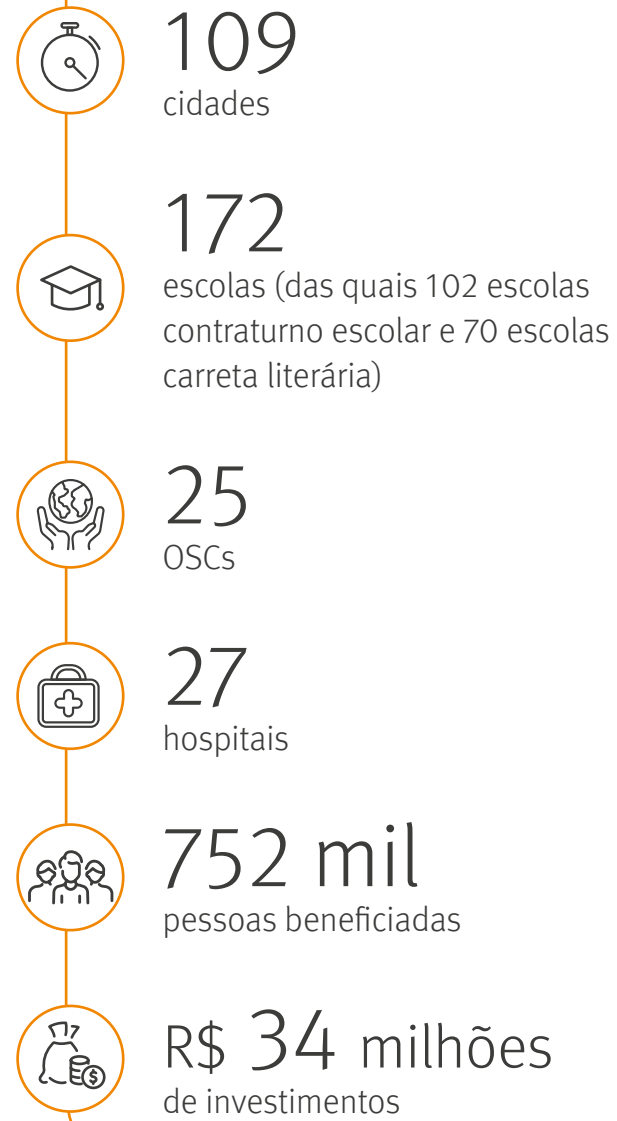 109
cidades
172
escolas (das quais 102 escolas
contraturno escolar e 70 escolas
carreta literária)
25
OSCs
27
hospitais
752 mil
pessoas beneficiadas
R$ 34 milhões
de investimentos